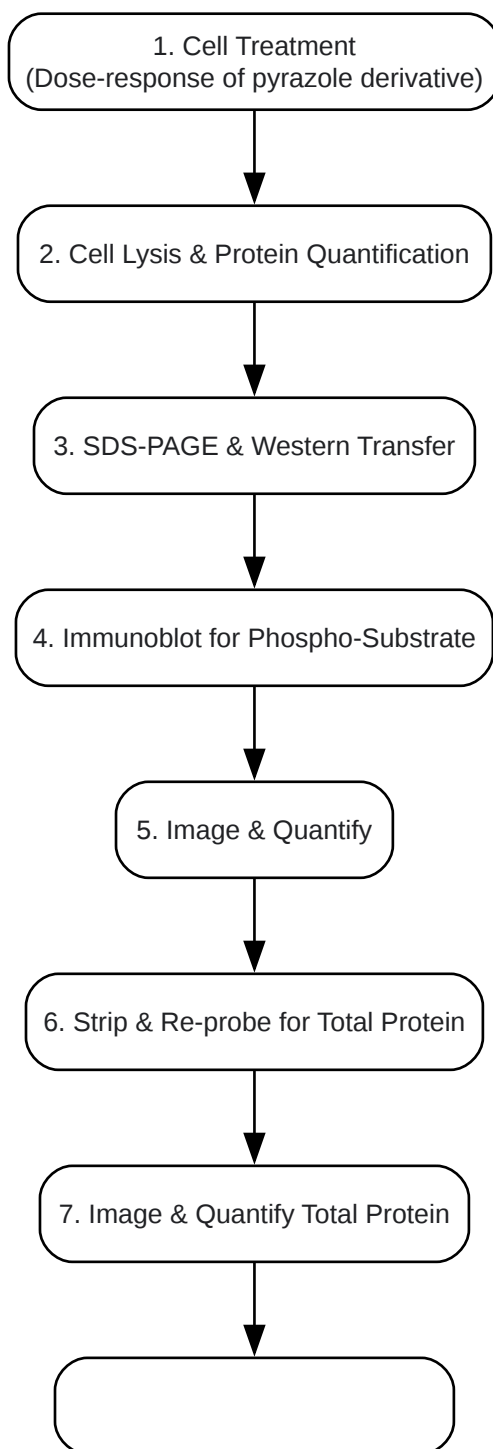 1. Cell Treatment
(Dose-response of pyrazole derivative)
2. Cell Lysis & Protein Quantification
3. SDS-PAGE & Western Transfer
4. Immunoblot for Phospho-Substrate
5. Image & Quantify
6. Strip & Re-probe for Total Protein
7. Image & Quantify Total Protein